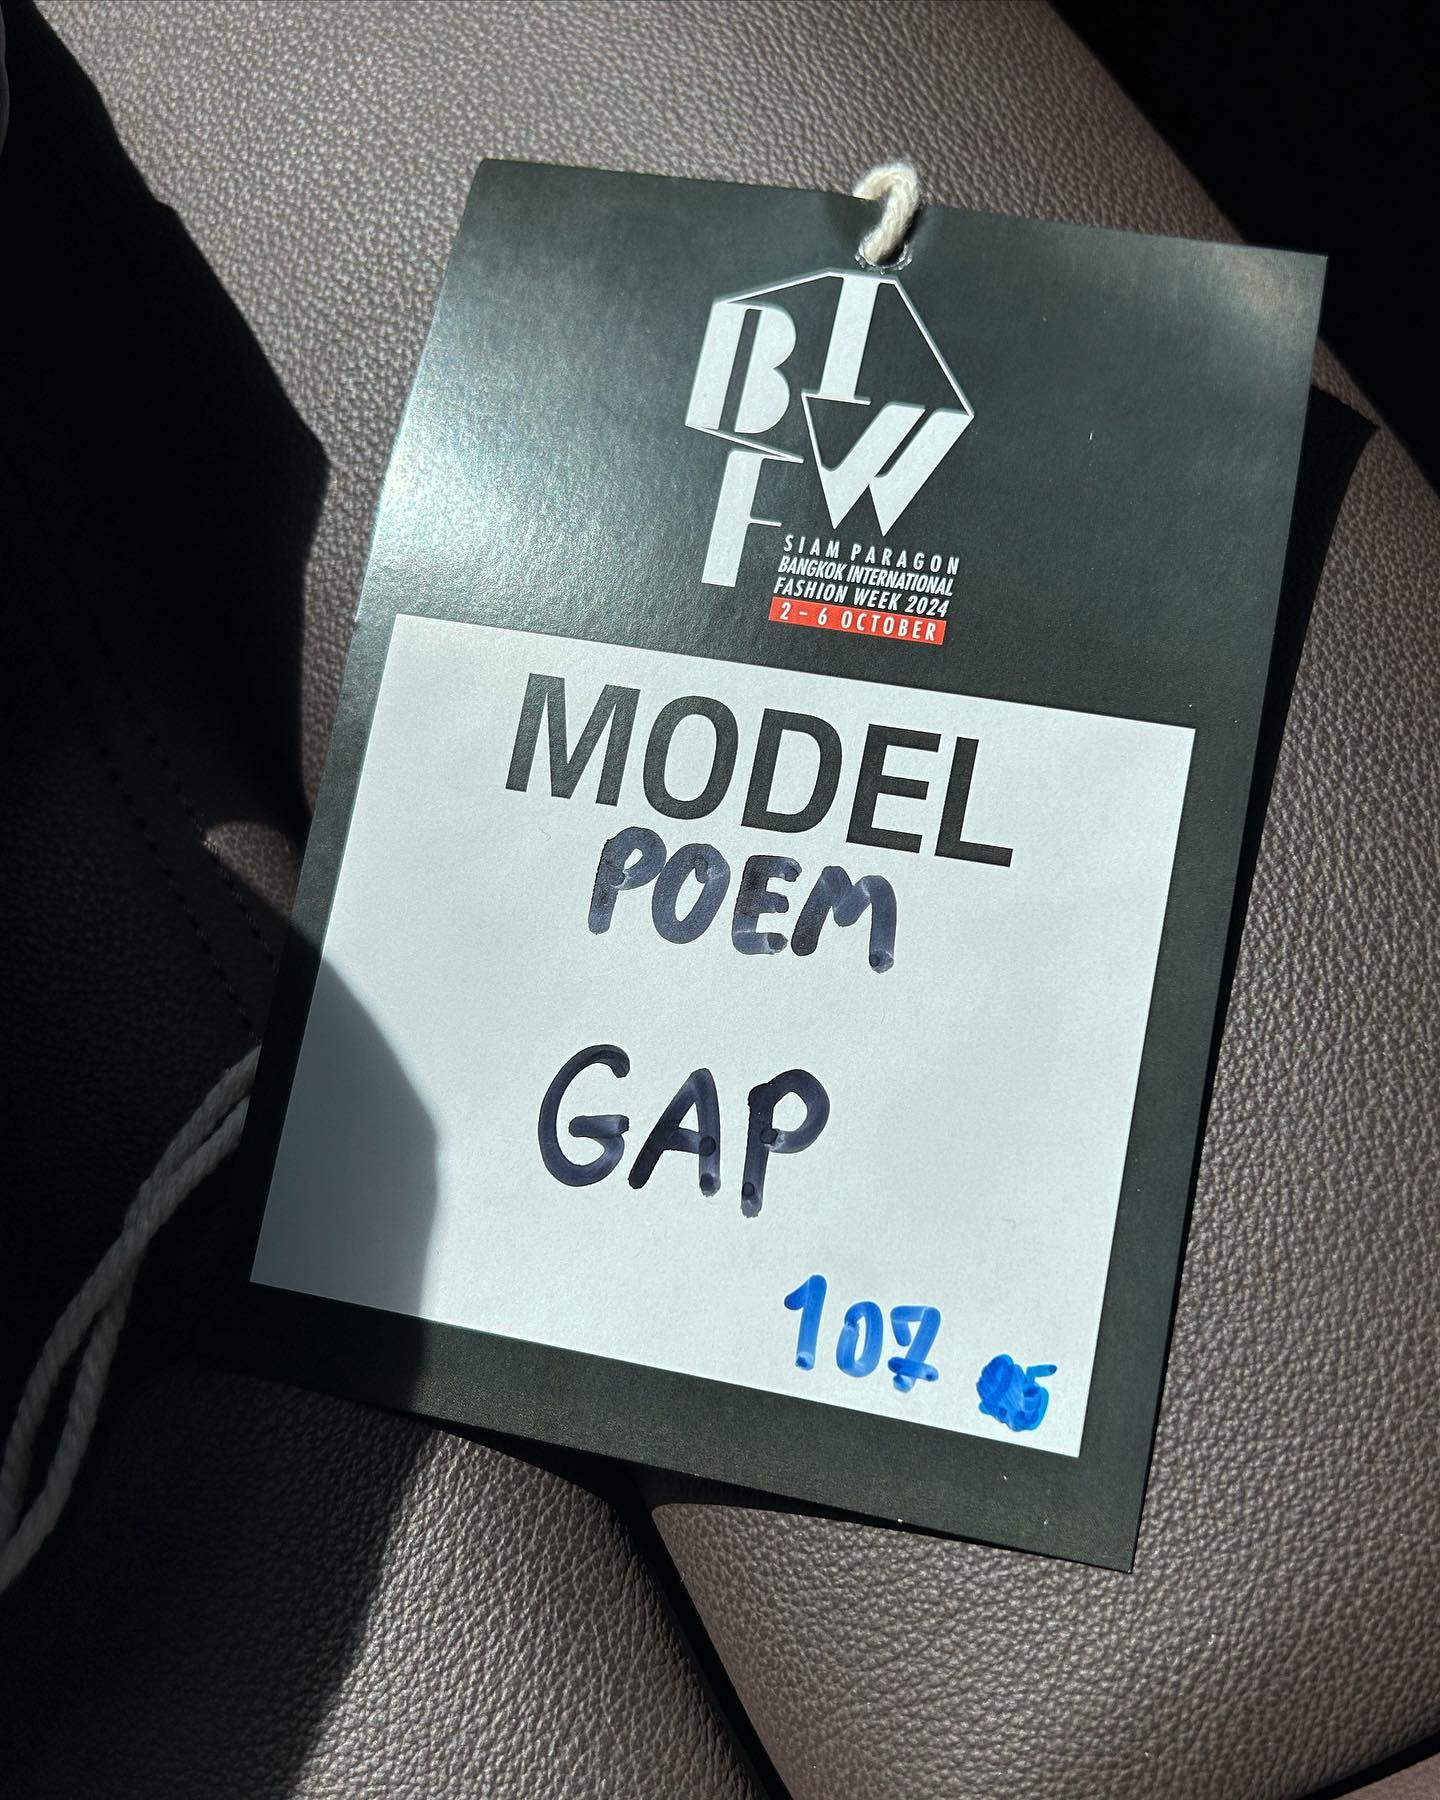 BIFW
SIAM PARAGON
BANGKOK INTERNATIONAL
FASHION WEEK 2024
2 - 6 OCTOBER
MODEL
POEM
GAP
107